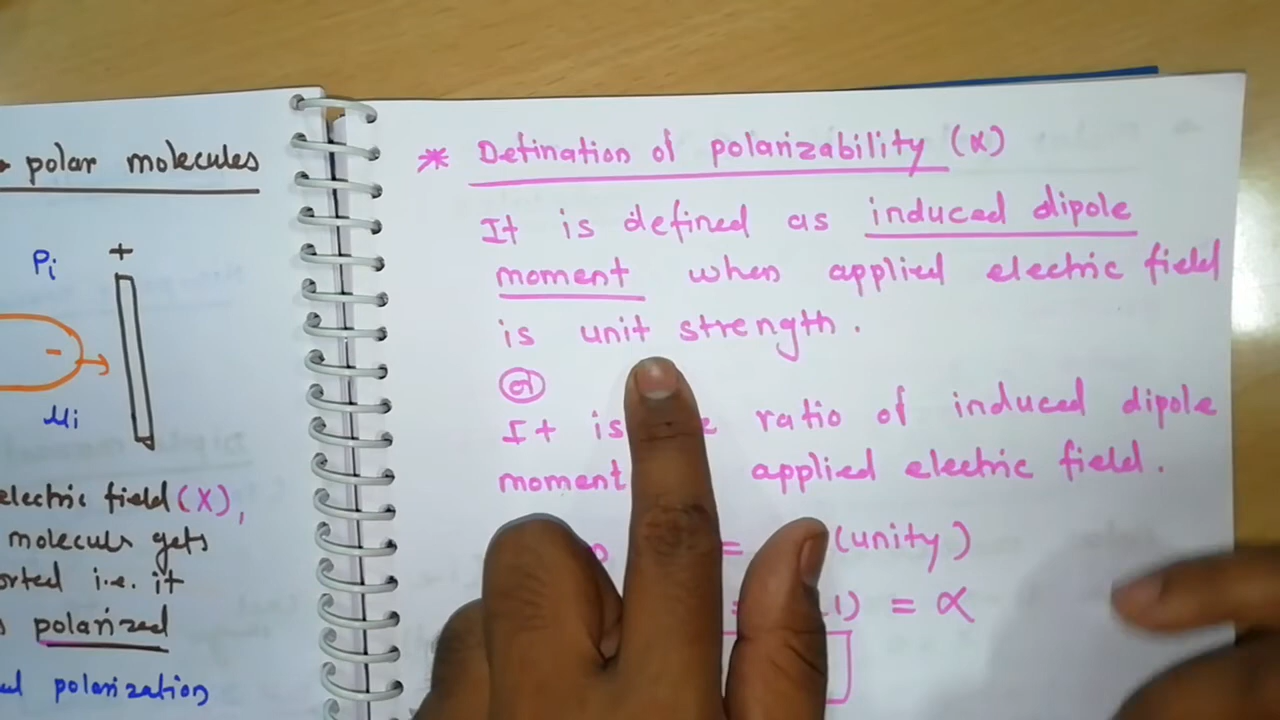 polar molecules
Pi
+
-
μi
electric field (X),
molecule gets
i.e. it
polarized
polarization
* Defination of polarizability (α)
It is defined as induced dipole
moment when applied electric field
is unit strength.
or
It is ratio of induced dipole
moment applied electric field.
= (unity)
= 1) = α